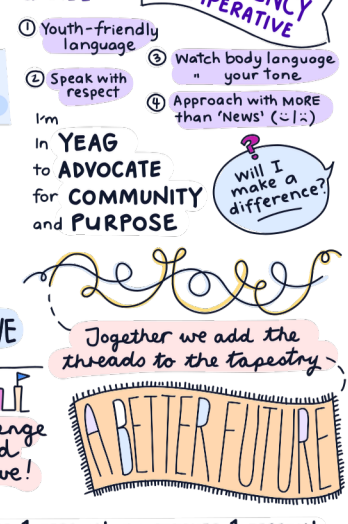 ① Youth-friendly
language
② Speak with
respect
③ Watch body language
" your tone
④ Approach with MORE
than 'News' (:| :)
I'm
In YEAG
to ADVOCATE
for COMMUNITY
and PURPOSE
?
will I
make a
difference?
Together we add the
threads to the tapestry
A BETTER FUTURE